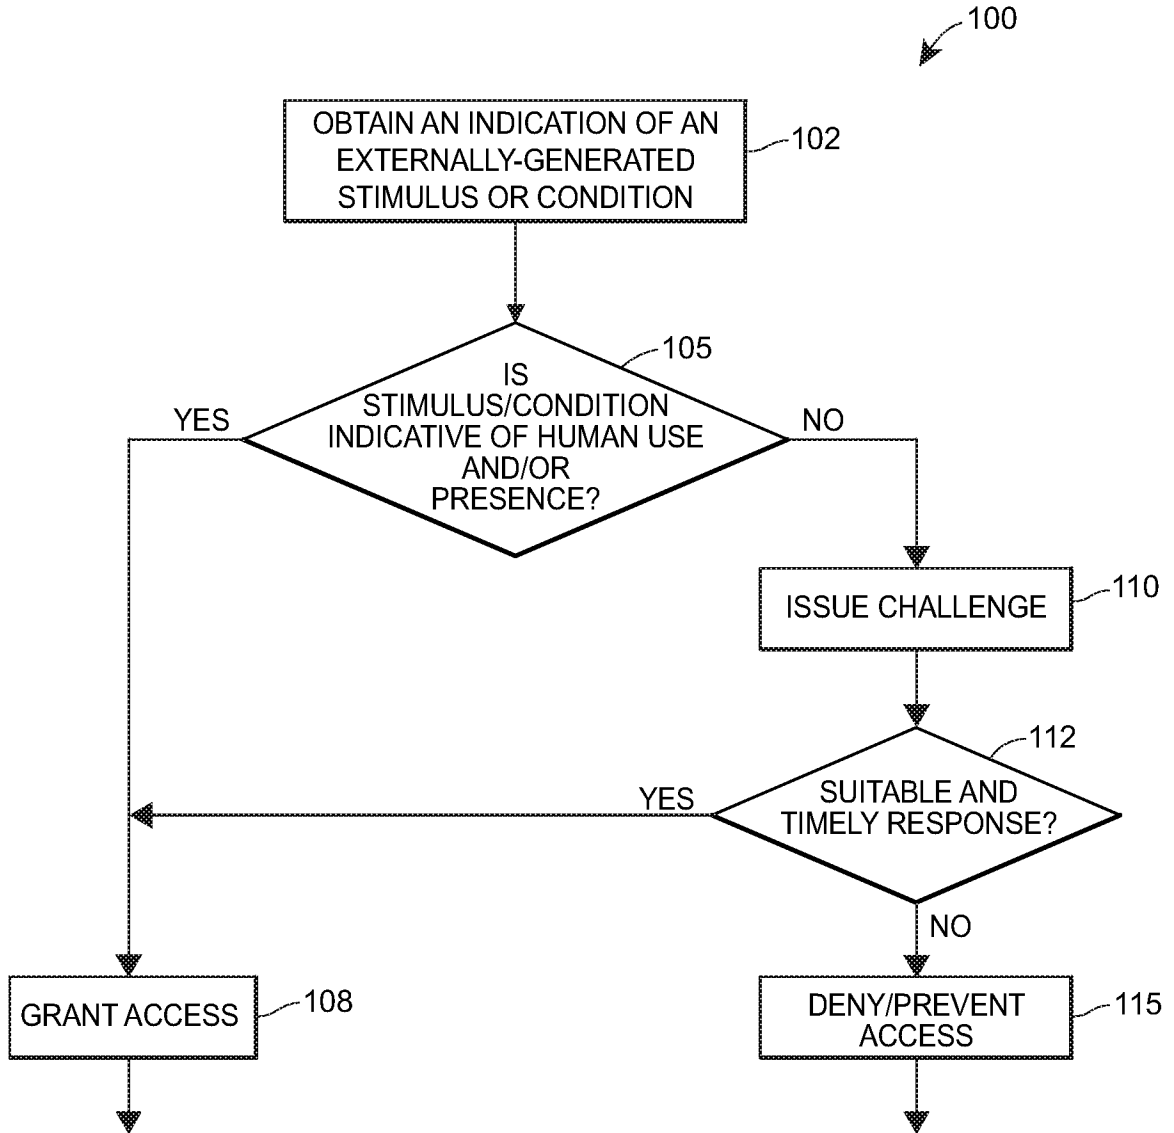 100
OBTAIN AN INDICATION OF AN
EXTERNALLY-GENERATED
STIMULUS OR CONDITION
102
105
IS
STIMULUS/CONDITION
INDICATIVE OF HUMAN USE
AND/OR
PRESENCE?
YES
NO
ISSUE CHALLENGE
110
112
SUITABLE AND
TIMELY RESPONSE?
YES
NO
GRANT ACCESS
108
DENY/PREVENT
ACCESS
115